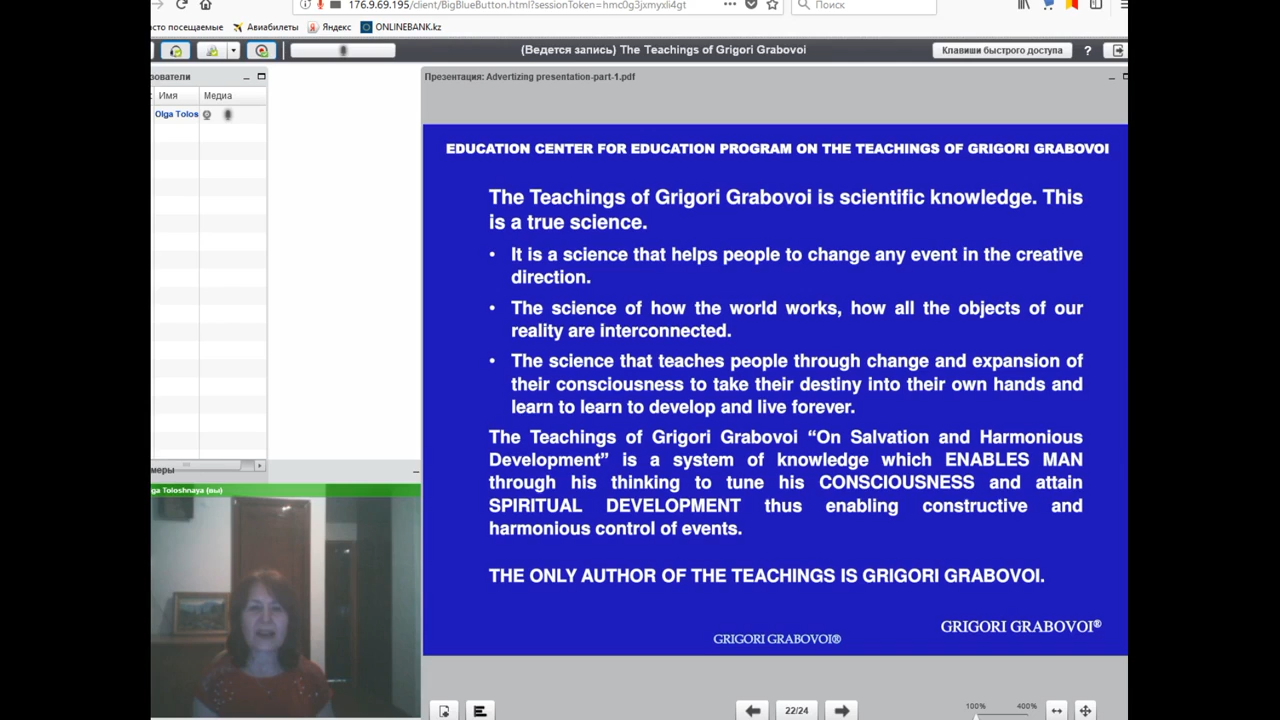 176.9.69.195/client/BigBlueButton.html?sessionToken=hmc0g3jxmyxli4gt
Поиск
асто посещаемые
Авиабилеты
Яндекс
ONLINEBANK.kz
(Ведется запись) The Teachings of Grigori Grabovoi
Клавиши быстрого доступа
?
зователи
Имя
Медиа
Olga Tolos
Презентация: Advertizing presentation-part-1.pdf
EDUCATION CENTER FOR EDUCATION PROGRAM ON THE TEACHINGS OF GRIGORI GRABOVOI
The Teachings of Grigori Grabovoi is scientific knowledge. This
is a true science.
• It is a science that helps people to change any event in the creative
direction.
• The science of how the world works, how all the objects of our
reality are interconnected.
• The science that teaches people through change and expansion of
their consciousness to take their destiny into their own hands and
learn to learn to develop and live forever.
The Teachings of Grigori Grabovoi “On Salvation and Harmonious
Development” is a system of knowledge which ENABLES MAN
through his thinking to tune his CONSCIOUSNESS and attain
SPIRITUAL DEVELOPMENT thus enabling constructive and
harmonious control of events.
THE ONLY AUTHOR OF THE TEACHINGS IS GRIGORI GRABOVOI.
GRIGORI GRABOVOI®
GRIGORI GRABOVOI®
меры
ga Toloshnaya (вы)
22/24
100%
400%